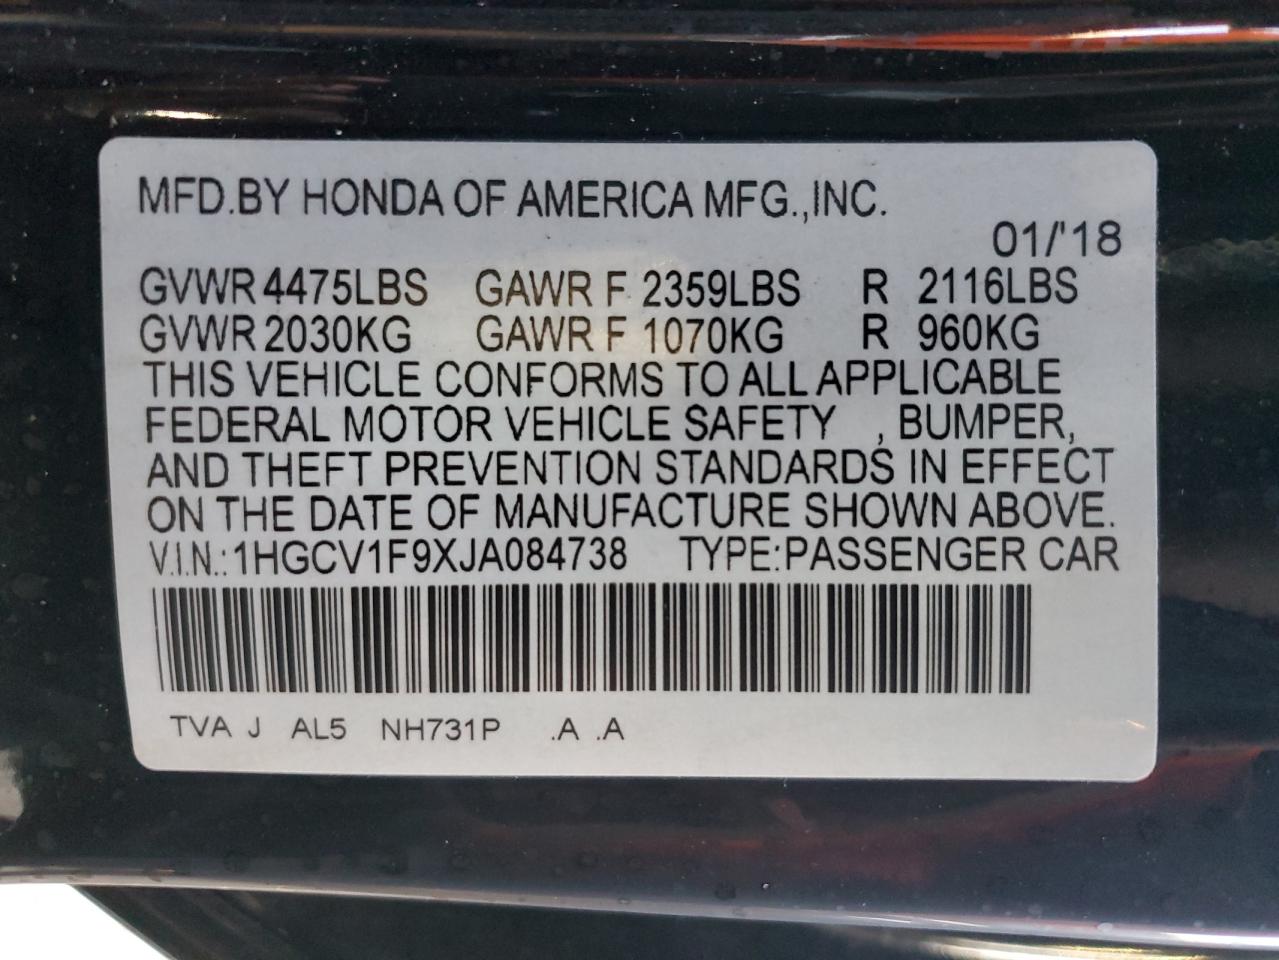 MFD.BY HONDA OF AMERICA MFG.,INC.
01/'18
GVWR 4475LBS GAWR F 2359LBS R 2116LBS
GVWR 2030KG GAWR F 1070KG R 960KG
THIS VEHICLE CONFORMS TO ALL APPLICABLE
FEDERAL MOTOR VEHICLE SAFETY , BUMPER,
AND THEFT PREVENTION STANDARDS IN EFFECT
ON THE DATE OF MANUFACTURE SHOWN ABOVE.
V.I.N.: 1HGCV1F9XJA084738 TYPE:PASSENGER CAR
TVA J AL5 NH731P .A .A